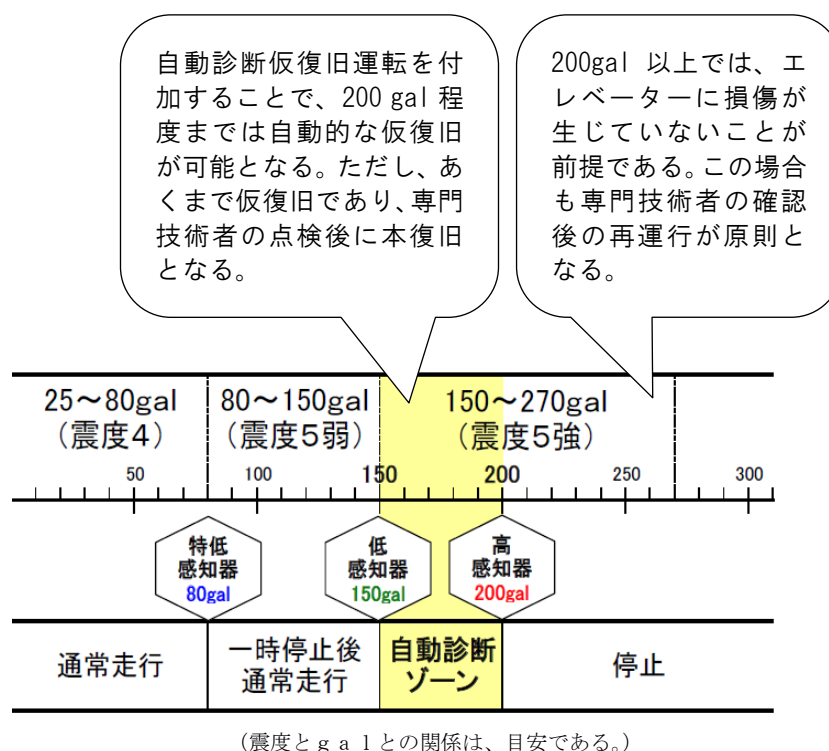 自動診断仮復旧運転を付
加することで、200 gal 程
度までは自動的な仮復旧
が可能となる。ただし、あ
くまで仮復旧であり、専門
技術者の点検後に本復旧
となる。
200gal 以上では、エ
レベーターに損傷が
生じていないことが
前提である。この場合
も専門技術者の確認
後の再運行が原則と
なる。
25～80gal
（震度4）
80～150gal
（震度5弱）
150～270gal
（震度5強）
50
100
150
200
250
300
特低
感知器
80gal
低
感知器
150gal
高
感知器
200gal
通常走行
一時停止後
通常走行
自動診断
ゾーン
停止
（震度とｇａｌとの関係は、目安である。）